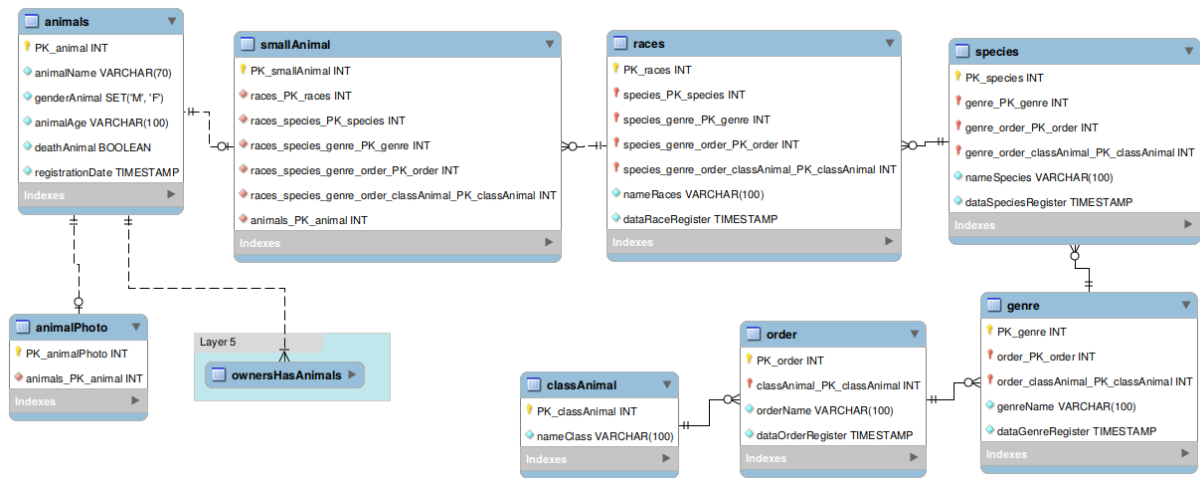 animals
PK_animal INT
animalName VARCHAR(70)
genderAnimal SET('M', 'F')
animalAge VARCHAR(100)
deathAnimal BOOLEAN
registrationDate TIMESTAMP
Indexes
smallAnimal
PK_smallAnimal INT
races_PK_races INT
races_species_PK_species INT
races_species_genre_PK_genre INT
races_species_genre_order_PK_order INT
races_species_genre_order_classAnimal_PK_classAnimal INT
animals_PK_animal INT
Indexes
races
PK_races INT
species_PK_species INT
species_genre_PK_genre INT
species_genre_order_PK_order INT
species_genre_order_classAnimal_PK_classAnimal INT
nameRaces VARCHAR(100)
dataRaceRegister TIMESTAMP
Indexes
species
PK_species INT
genre_PK_genre INT
genre_order_PK_order INT
genre_order_classAnimal_PK_classAnimal INT
nameSpecies VARCHAR(100)
dataSpeciesRegister TIMESTAMP
Indexes
animalPhoto
PK_animalPhoto INT
animals_PK_animal INT
Indexes
Layer 5
ownersHasAnimals
classAnimal
PK_classAnimal INT
nameClass VARCHAR(100)
Indexes
order
PK_order INT
classAnimal_PK_classAnimal INT
orderName VARCHAR(100)
dataOrderRegister TIMESTAMP
Indexes
genre
PK_genre INT
order_PK_order INT
order_classAnimal_PK_classAnimal INT
genreName VARCHAR(100)
dataGenreRegister TIMESTAMP
Indexes